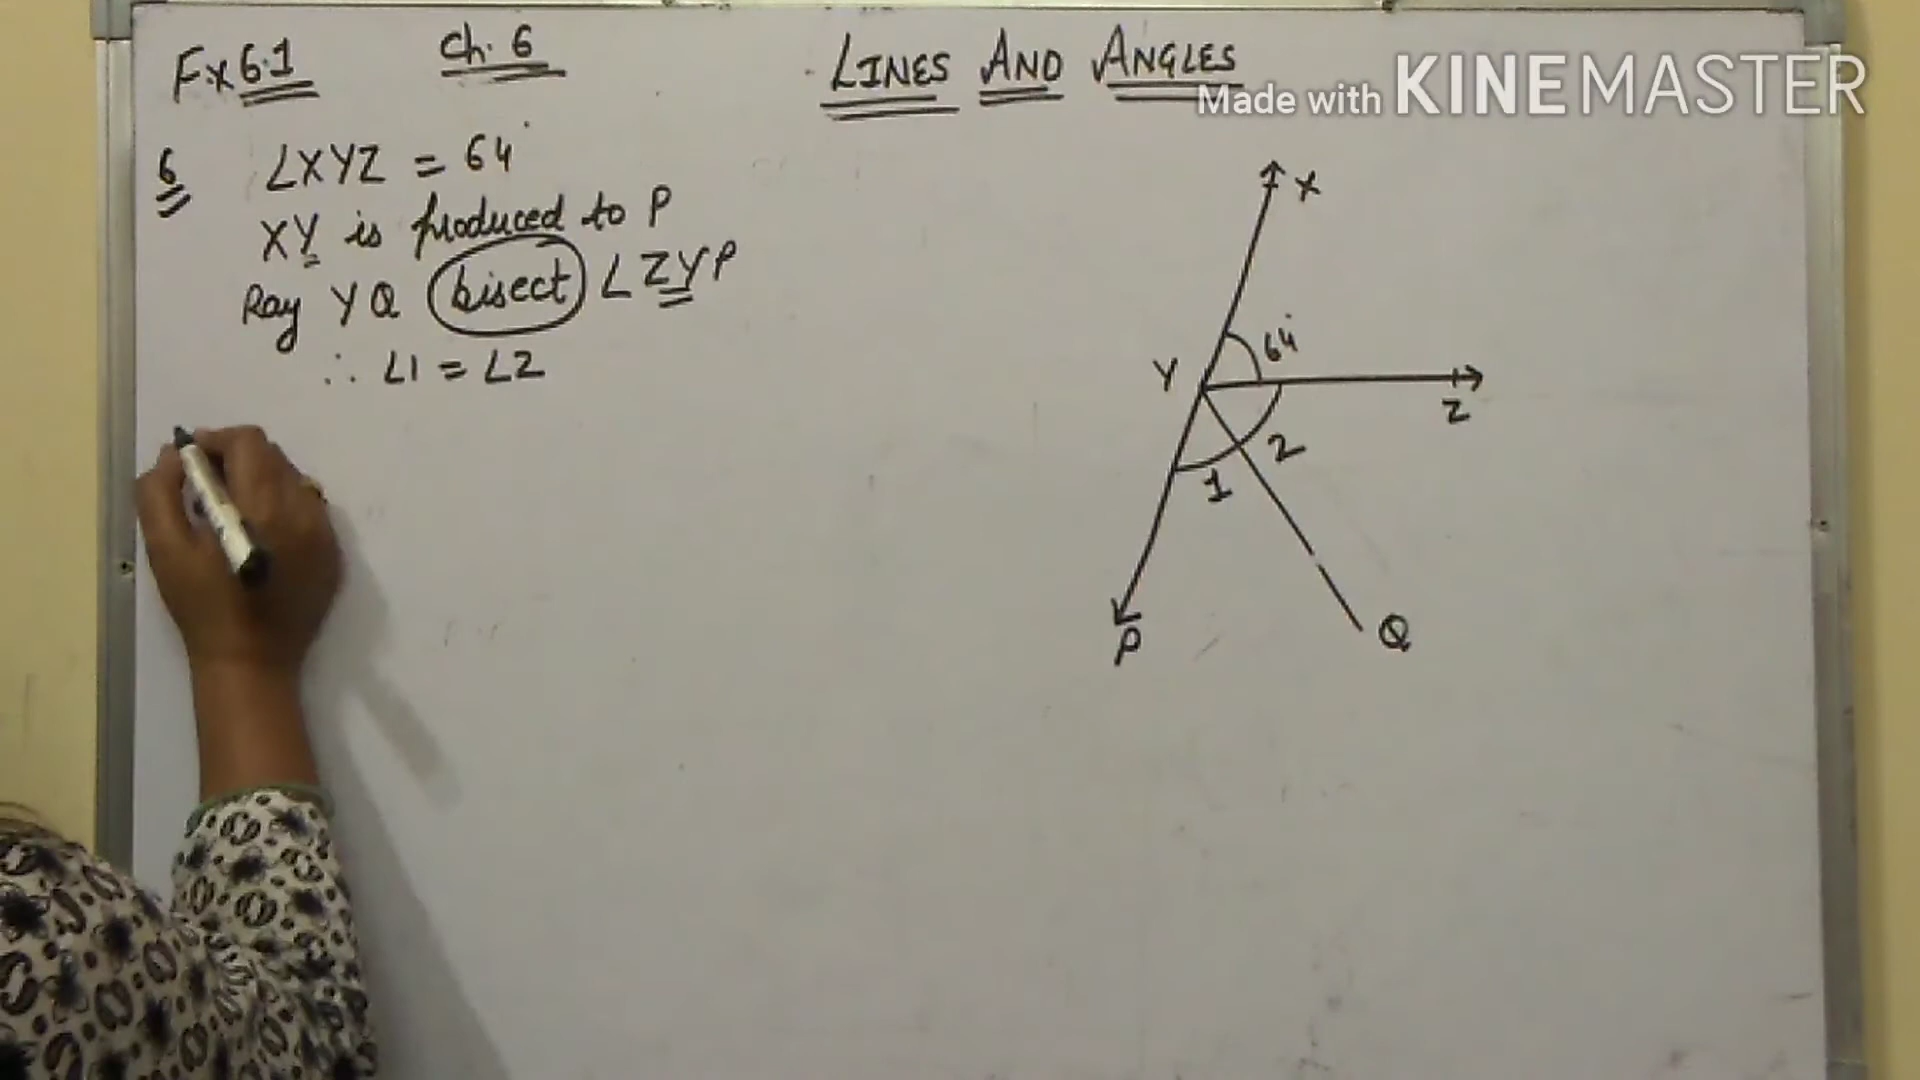 Ex 6.1 Ch. 6 LINES AND ANGLES
Made with KINEMASTER
6 ∠XYZ = 64°
XY is produced to P
Ray YQ bisect ∠ZYP
∴ ∠1 = ∠2
X
64°
Y
Z
2
1
P
Q